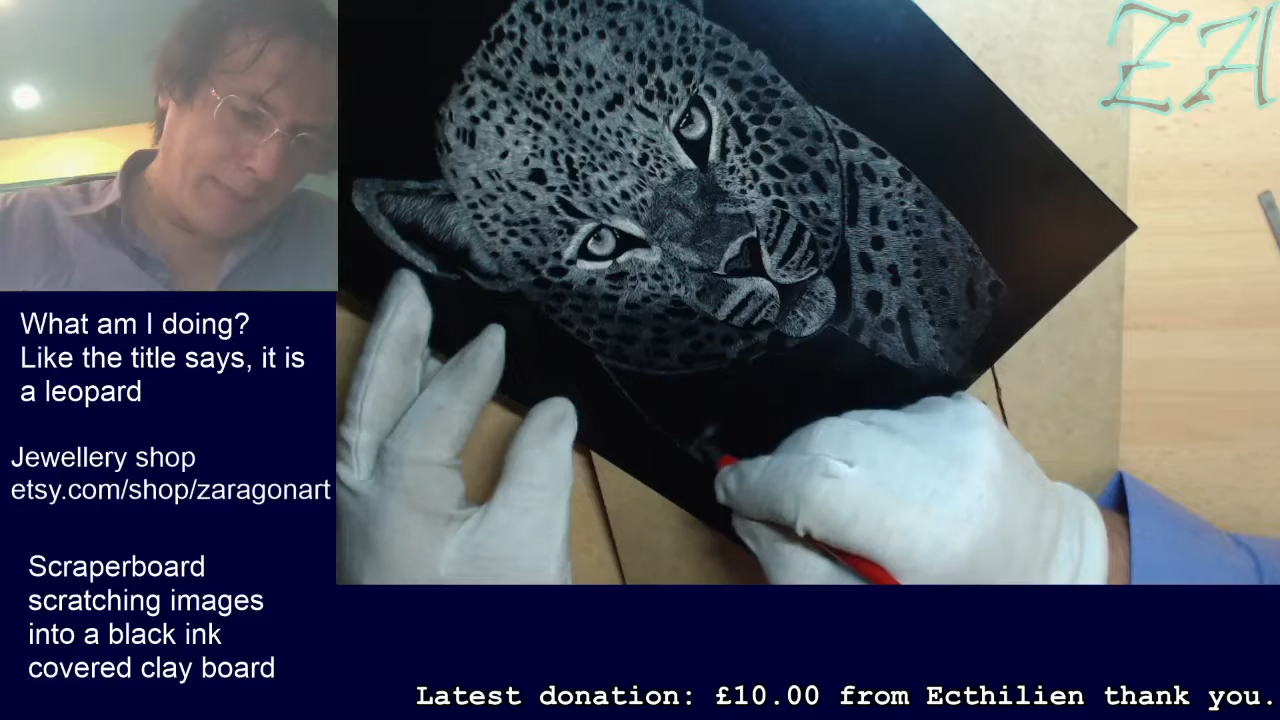 ZA
What am I doing?
Like the title says, it is
a leopard
Jewellery shop
etsy.com/shop/zaragonart
Scraperboard
scratching images
into a black ink
covered clay board
Latest donation: £10.00 from Ecthilien thank you.